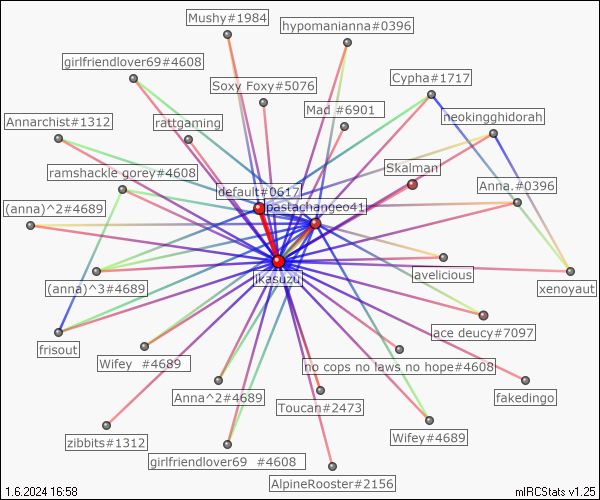 Mushy#1984
hypomanianna#0396
girlfriendlover69#4608
Cypha#1717
Soxy Foxy#5076
Mad #6901
neokingghidorah
Annarchist#1312
rattgaming
Skalman
ramshackle gorey#4608
default#0617
Anna.#0396
pastachangeo41
(anna)^2#4689
lavelicious
ikasuzu
(anna)^3#4689
xenoyaut
ace deucy#7097
frisout
Wifey #4689
no cops no laws no hope#4608
Anna^2#4689
fakedingo
Toucan#2473
zibbits#1312
Wifey#4689
girlfriendlover69 #4608
AlpineRooster#2156
1.6.2024 16:58
mIRCStats v1.25